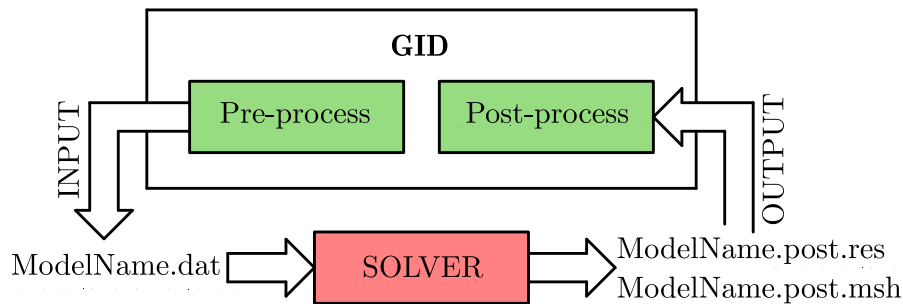 GID
Pre-process
Post-process
INPUT
OUTPUT
ModelName.dat
SOLVER
ModelName.post.res
ModelName.post.msh